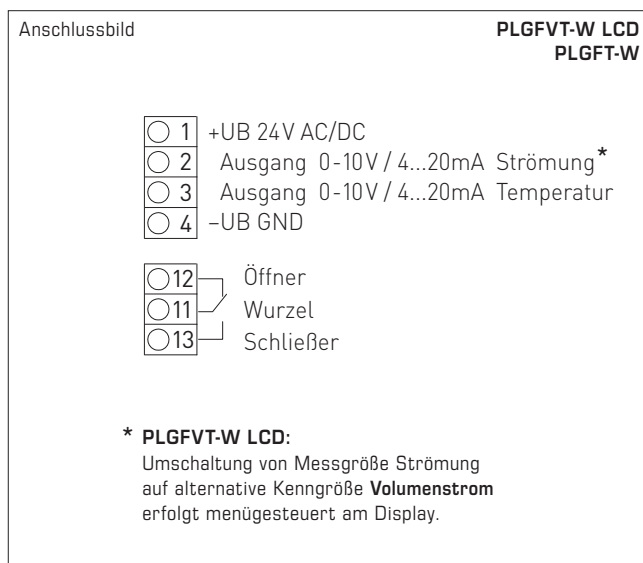 Anschlussbild PLGFVT-W LCD
PLGFT-W
1 +UB 24V AC/DC
2 Ausgang 0-10V / 4...20mA Strömung*
3 Ausgang 0-10V / 4...20mA Temperatur
4 –UB GND
12 Öffner
11 Wurzel
13 Schließer
* PLGFVT-W LCD:
Umschaltung von Messgröße Strömung
auf alternative Kenngröße Volumenstrom
erfolgt menügesteuert am Display.